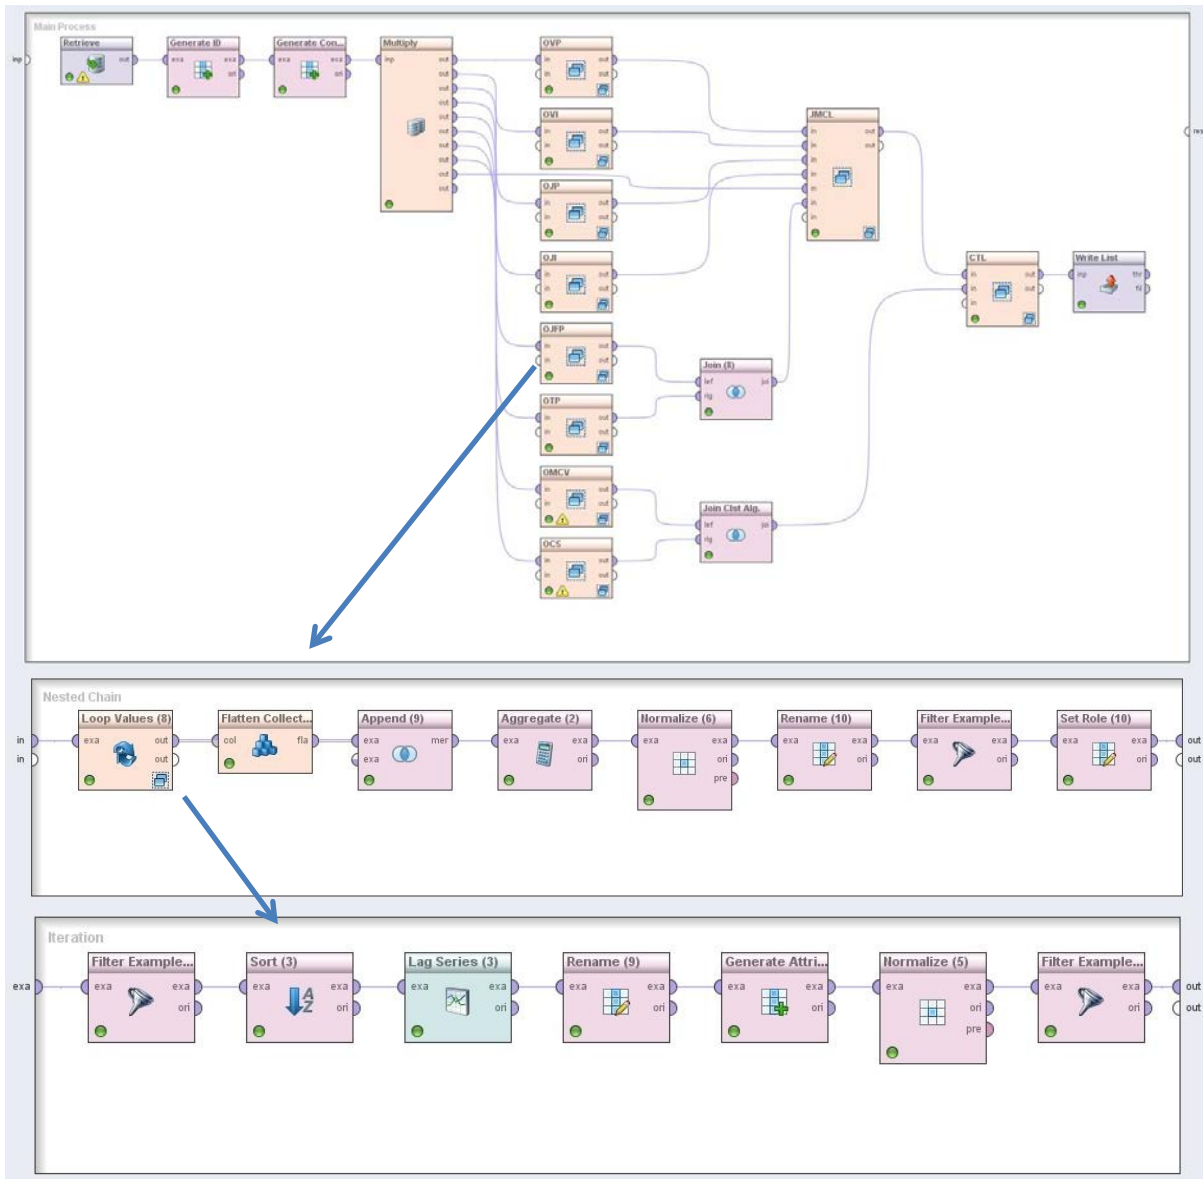 Main Process
Retrieve
Generate ID
Generate Con...
Multiply
OVP
inp
out
exa exa
ori
exa exa
ori
inp out
out
out
out
out
out
out
out
out
out
in out
in out
OVI
in out
in out
JMCL
in out
in out
in
in
in
in
in
res
OJP
in out
in out
OJI
in out
in out
CTL
in out
in out
in
Write List
inp thr
fil
OJFP
in out
in out
Join (8)
lef joi
rig
OTP
in out
in out
OMCV
in out
in out
Join Clst Alg.
lef joi
rig
OCS
in out
in out
Nested Chain
Loop Values (8)
Flatten Collect...
Append (9)
Aggregate (2)
Normalize (6)
Rename (10)
Filter Example...
Set Role (10)
in exa out col fla exa mer exa exa exa exa exa exa exa exa exa exa out
in out exa ori ori ori ori ori out
pre
Iteration
Filter Example...
Sort (3)
Lag Series (3)
Rename (9)
Generate Attri...
Normalize (5)
Filter Example...
exa exa exa exa exa exa exa exa exa exa exa exa exa exa exa out
ori ori ori ori ori ori ori out
pre